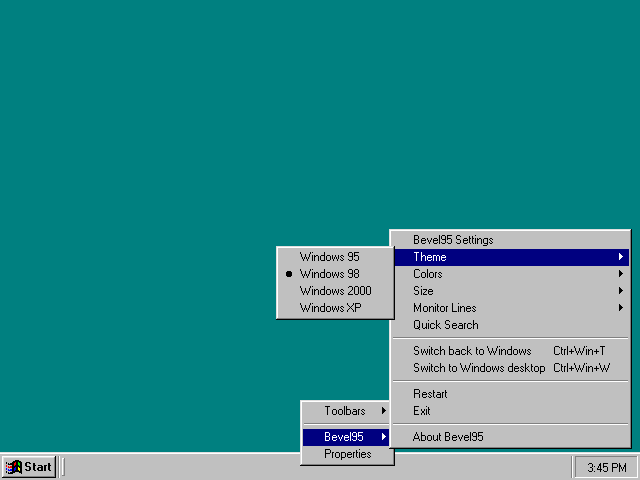 Bevel95 Settings
Theme
Colors
Size
Monitor Lines
Quick Search
Switch back to Windows Ctrl+Win+T
Switch to Windows desktop Ctrl+Win+W
Restart
Exit
About Bevel95
Windows 95
Windows 98
Windows 2000
Windows XP
Toolbars
Bevel95
Properties
Start
3:45 PM